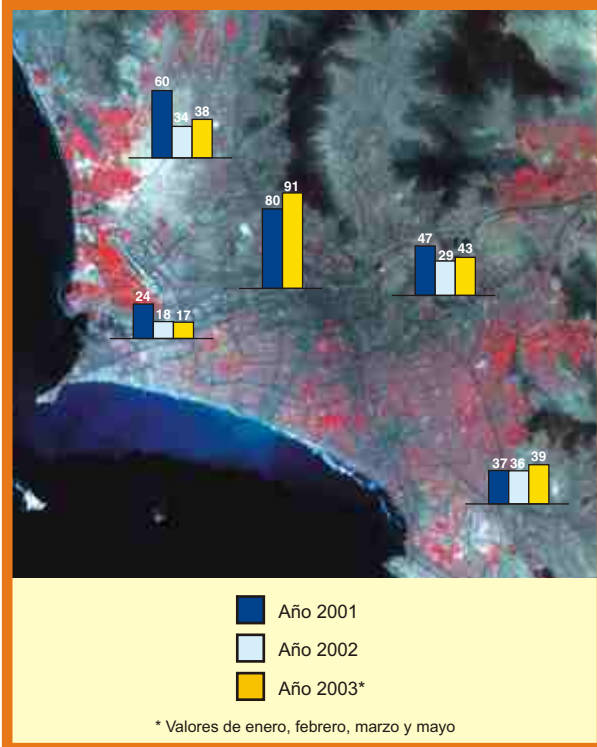 60
34 38
80 91
47
29 43
24
18 17
37 36 39
Año 2001
Año 2002
Año 2003*
* Valores de enero, febrero, marzo y mayo